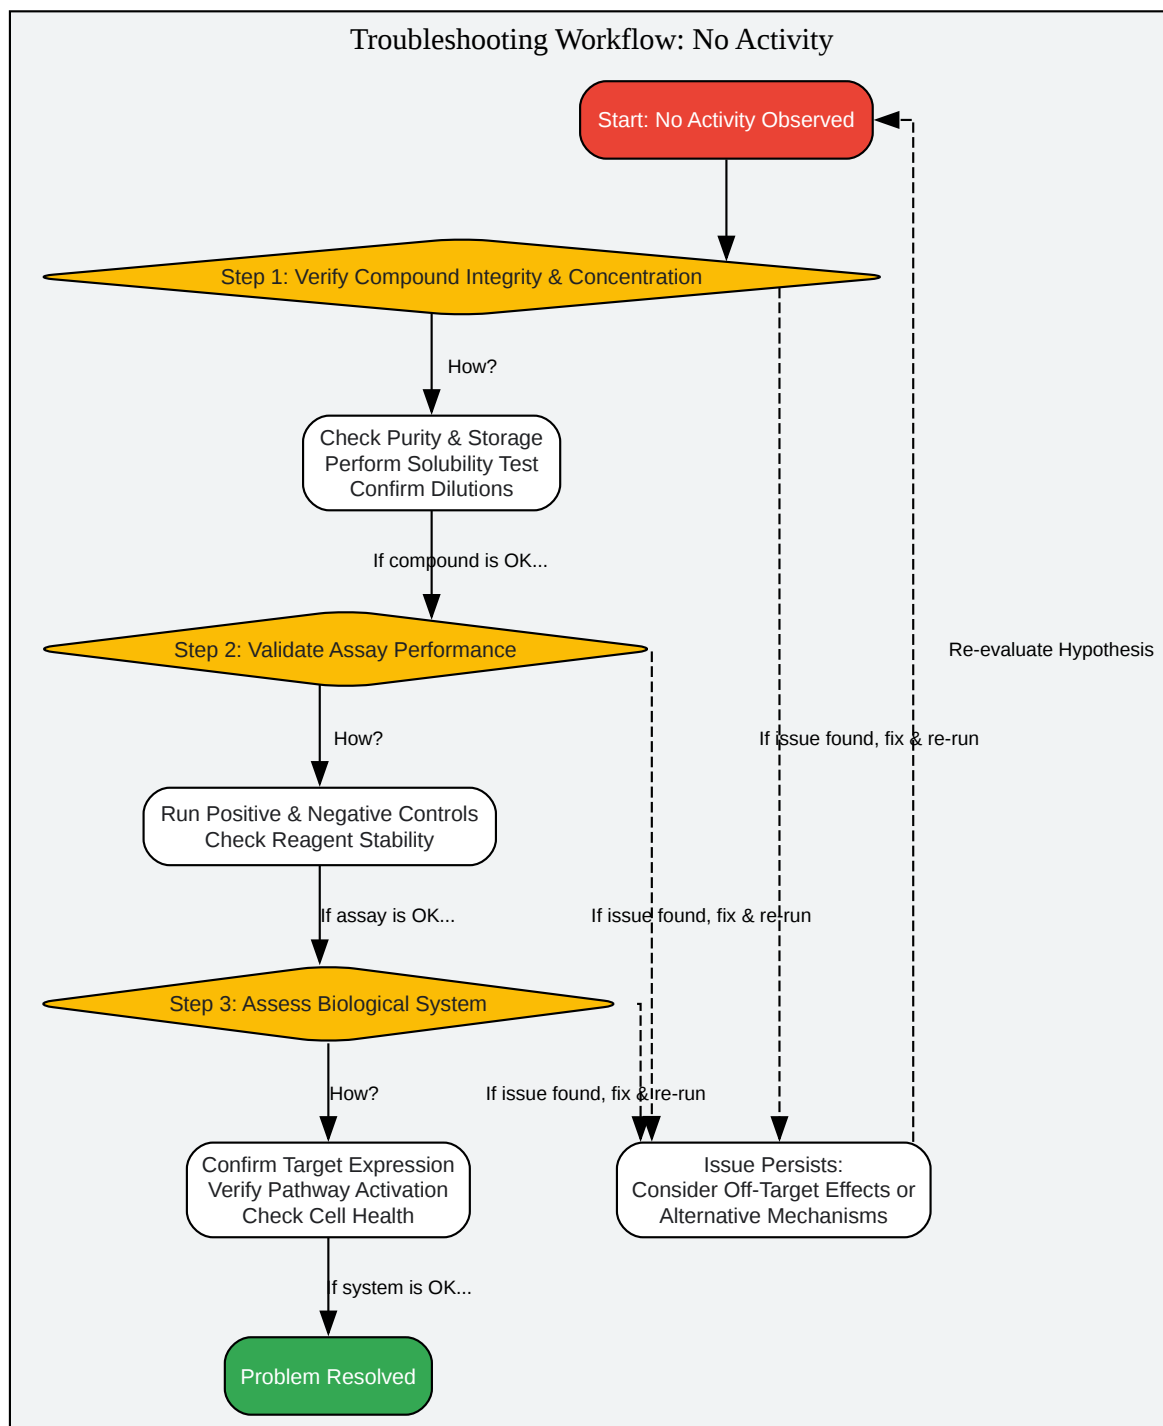 Troubleshooting Workflow: No Activity
Start: No Activity Observed
Step 1: Verify Compound Integrity & Concentration
How?
Check Purity & Storage
Perform Solubility Test
Confirm Dilutions
If compound is OK...
Step 2: Validate Assay Performance
Re-evaluate Hypothesis
How?
If issue found, fix & re-run
Run Positive & Negative Controls
Check Reagent Stability
If assay is OK...
If issue found, fix & re-run
Step 3: Assess Biological System
How?
If issue found, fix & re-run
Confirm Target Expression
Verify Pathway Activation
Check Cell Health
Issue Persists:
Consider Off-Target Effects or
Alternative Mechanisms
If system is OK...
Problem Resolved